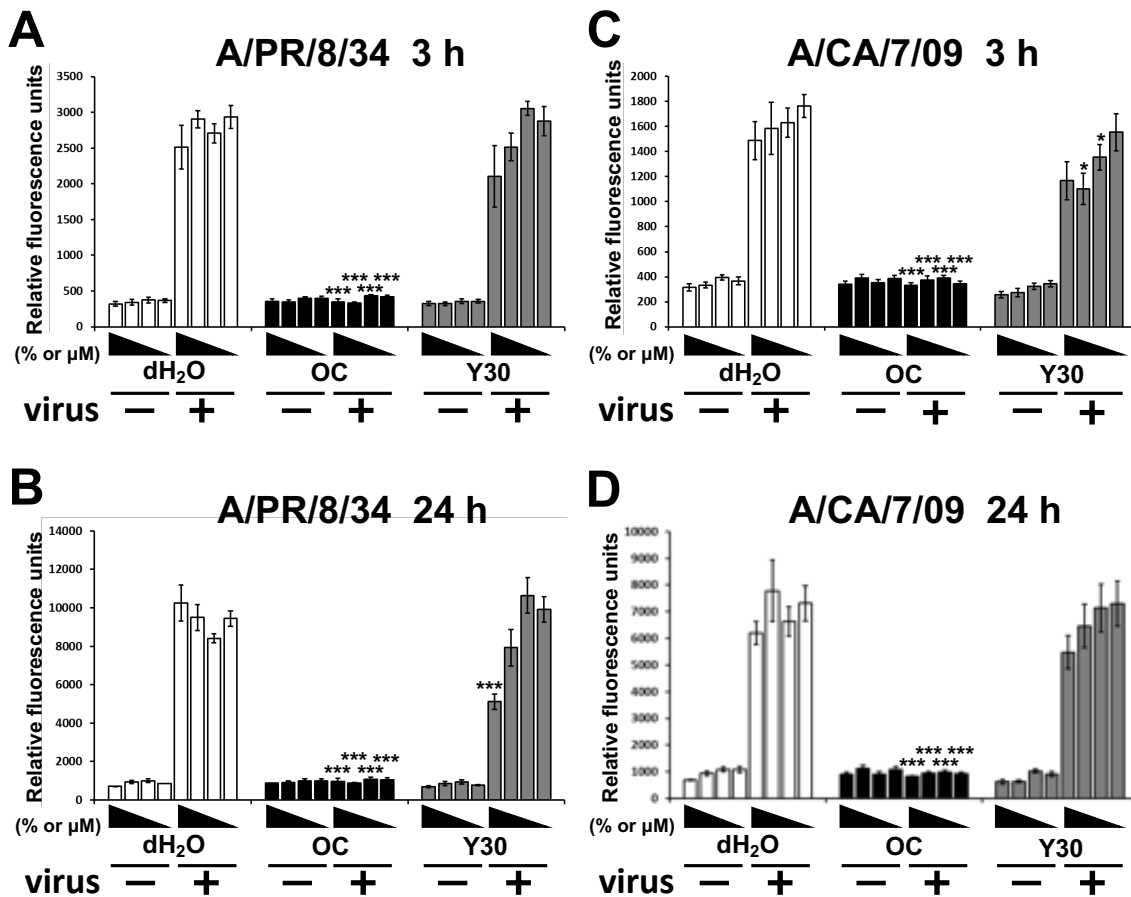 A
A/PR/8/34 3 h
Relative fluorescence units
3500
3000
2500
2000
1500
1000
500
0
*** ***
*** ***
(% or µM)
dH₂O OC Y30
virus − + − + − +
C
A/CA/7/09 3 h
Relative fluorescence units
2000
1800
1600
1400
1200
1000
800
600
400
200
0
*
*
*** ***
*** ***
(% or µM)
dH₂O OC Y30
virus − + − + − +
B
A/PR/8/34 24 h
Relative fluorescence units
14000
12000
10000
8000
6000
4000
2000
0
***
*** ***
*** ***
(% or µM)
dH₂O OC Y30
virus − + − + − +
D
A/CA/7/09 24 h
Relative fluorescence units
10000
9000
8000
7000
6000
5000
4000
3000
2000
1000
0
*** ***
*** ***
(% or µM)
dH₂O OC Y30
virus − + − + − +